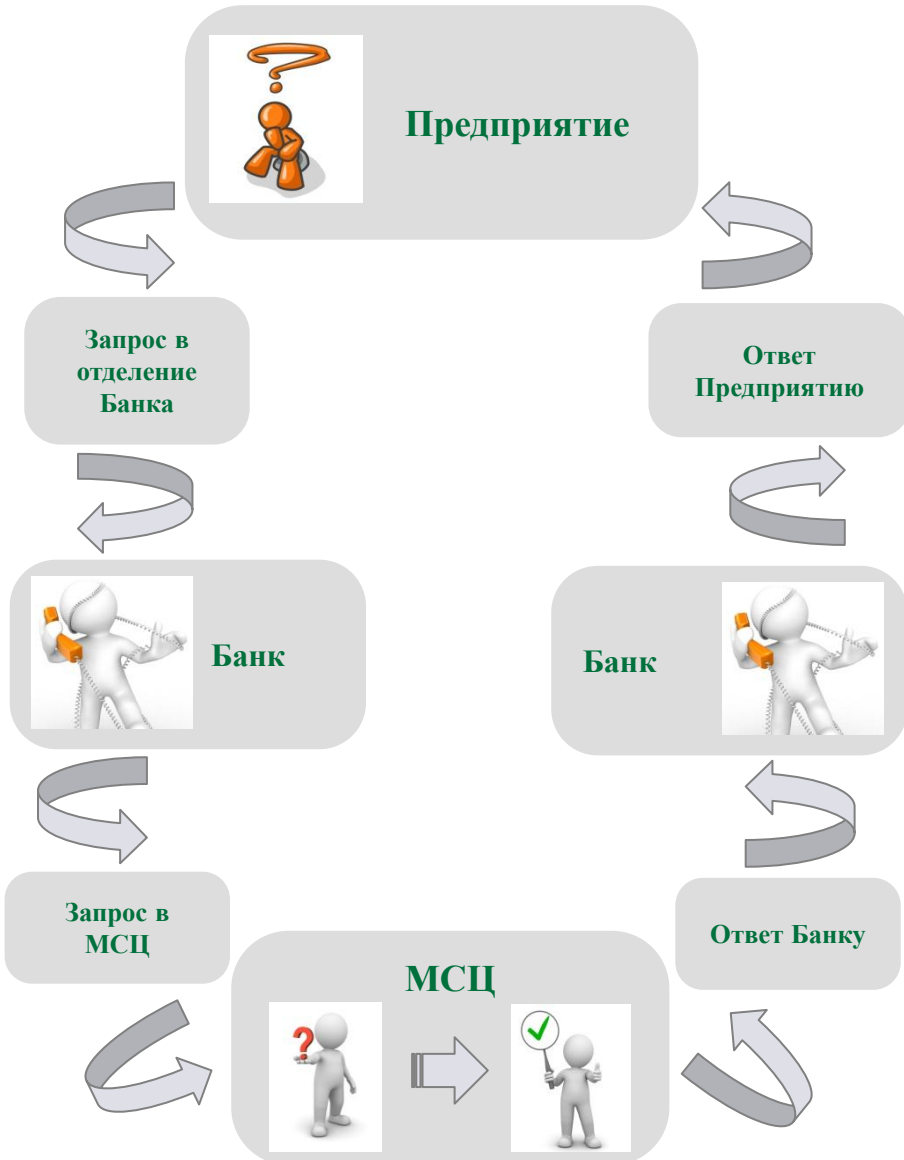 Предприятие
Запрос в
отделение
Банка
Ответ
Предприятию
Банк
Банк
Запрос в
МСЦ
Ответ Банку
МСЦ